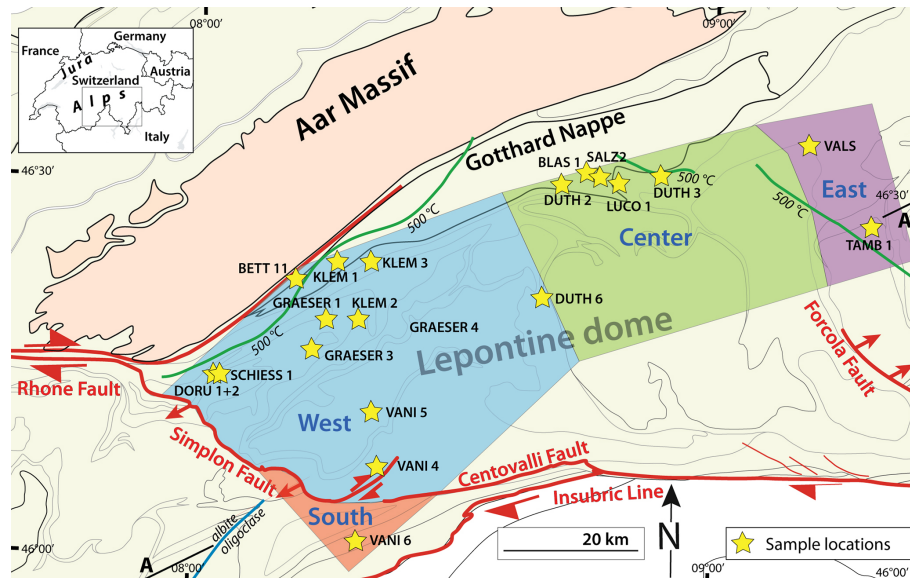 08°00'
09°00'
France
Germany
Jura
Switzerland
Austria
Alps
Italy
Aar Massif
Gotthard Nappe
46°30'
BLAS 1
SALZ2
VALS
500 °C
DUTH 2
DUTH 3
LUCO 1
East
46°30'
500 °C
A'
Center
TAMB 1
500 °C
BETT 11
KLEM 1
KLEM 3
GRAESER 1
KLEM 2
DUTH 6
GRAESER 4
Lepontine dome
500 °C
GRAESER 3
Forcola Fault
Rhone Fault
SCHIESS 1
DORU 1+2
VANI 5
West
Simplon Fault
VANI 4
Centovalli Fault
Insubric Line
South
albite
oligoclase
VANI 6
N
20 km
Sample locations
46°00'
A
08°00'
09°00'
46°00'